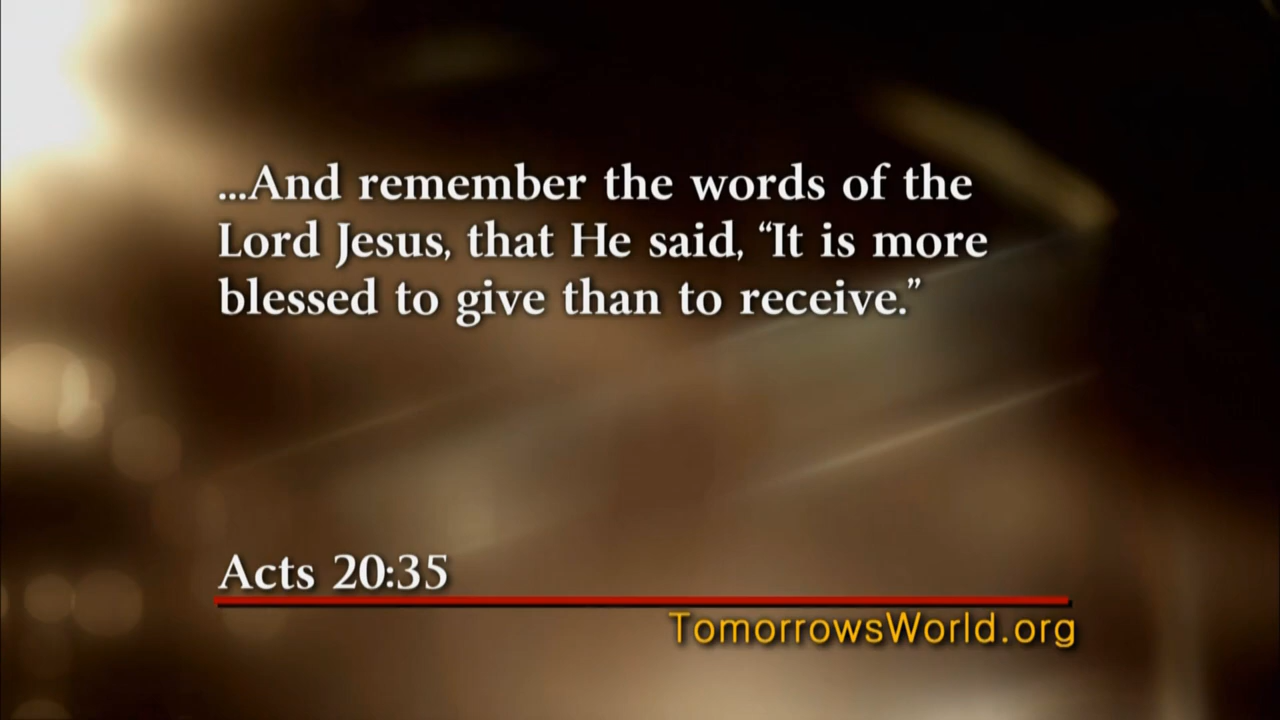 ...And remember the words of the
Lord Jesus, that He said, “It is more
blessed to give than to receive.”
Acts 20:35
TomorrowsWorld.org